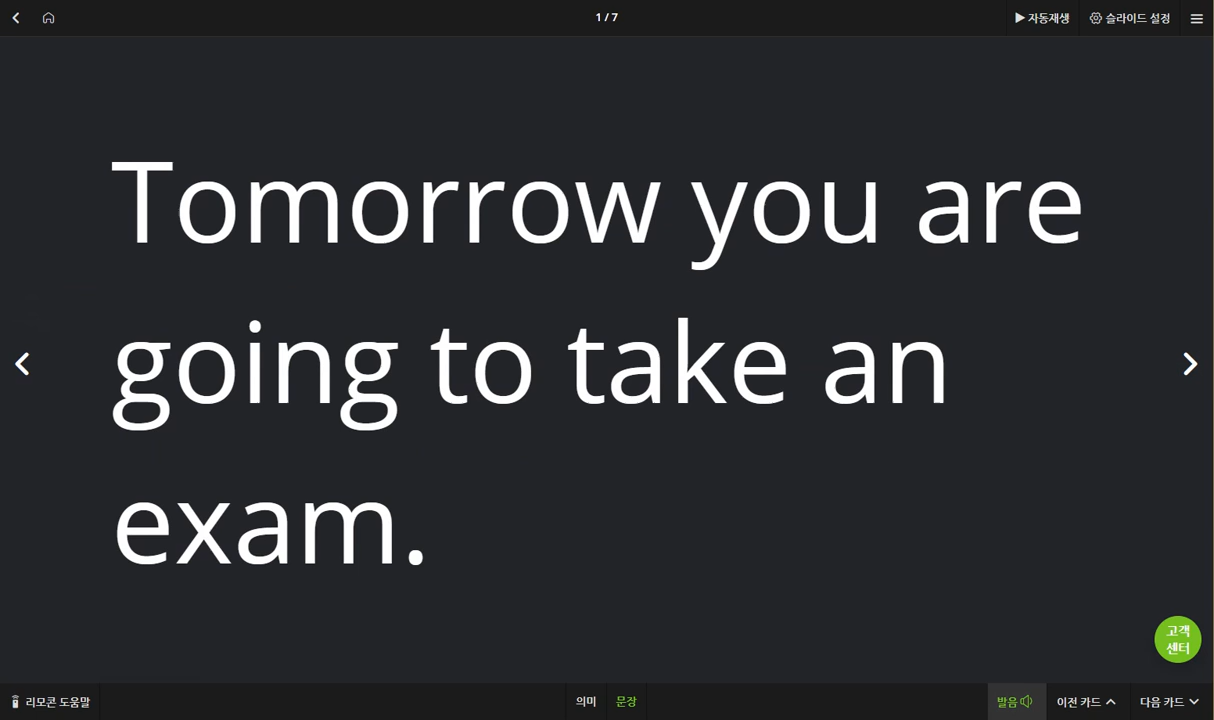 1 / 7
자동재생
슬라이드 설정
Tomorrow you are
going to take an
exam.
고객
센터
리모콘 도움말
의미
문장
발음
이전 카드
다음 카드